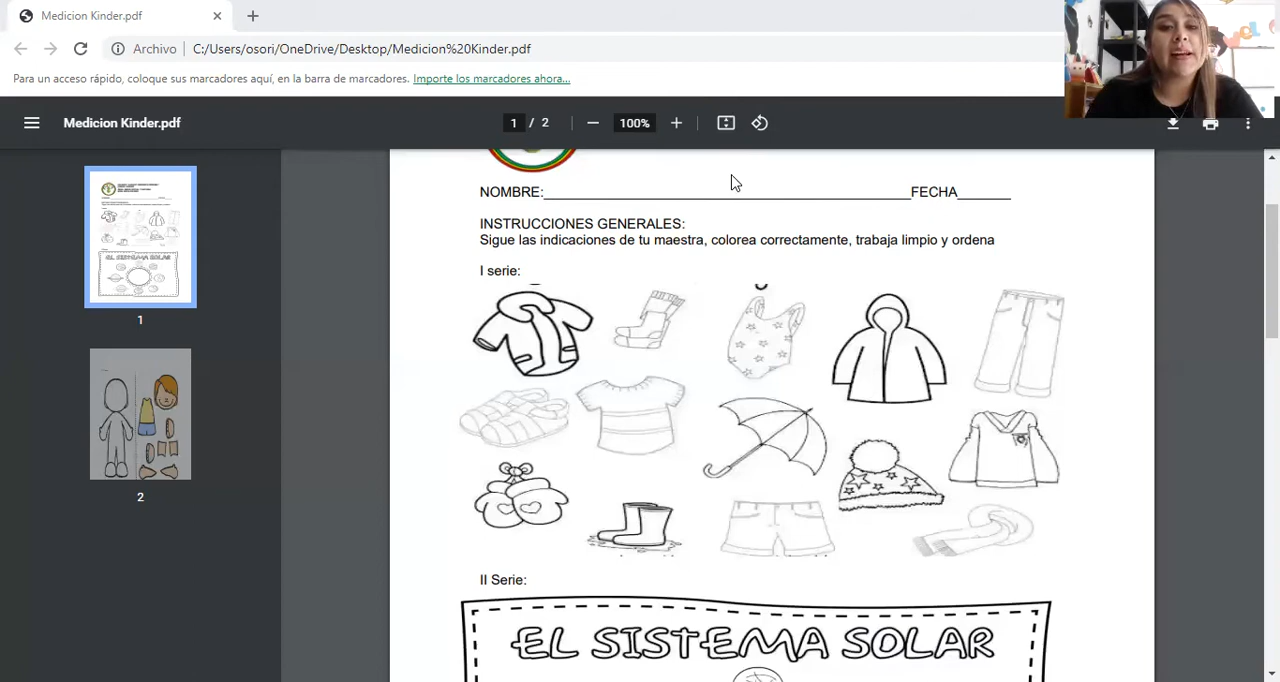 Medicion Kinder.pdf
Archivo C:/Users/osori/OneDrive/Desktop/Medicion%20Kinder.pdf
Para un acceso rápido, coloque sus marcadores aquí, en la barra de marcadores. Importe los marcadores ahora...
Medicion Kinder.pdf
1 / 2
100%
NOMBRE: FECHA
INSTRUCCIONES GENERALES:
Sigue las indicaciones de tu maestra, colorea correctamente, trabaja limpio y ordena
I serie:
II Serie:
EL SISTEMA SOLAR
EL SISTEMA SOLAR
1
2